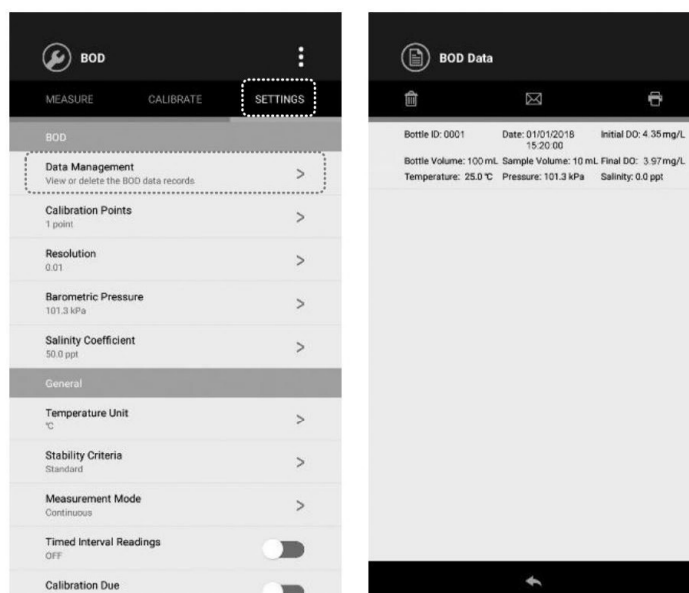 BOD
MEASURE CALIBRATE SETTINGS
BOD
Data Management
View or delete the BOD data records
Calibration Points
1 point
Resolution
0.01
Barometric Pressure
101.3 kPa
Salinity Coefficient
50.0 ppt
General
Temperature Unit
℃
Stability Criteria
Standard
Measurement Mode
Continuous
Timed Interval Readings
OFF
Calibration Due
BOD Data
Bottle ID: 0001 Date: 01/01/2018 Initial DO: 4.35 mg/L
15:20:00
Bottle Volume: 100 mL Sample Volume: 10 mL Final DO: 3.97 mg/L
Temperature: 25.0 ℃ Pressure: 101.3 kPa Salinity: 0.0 ppt